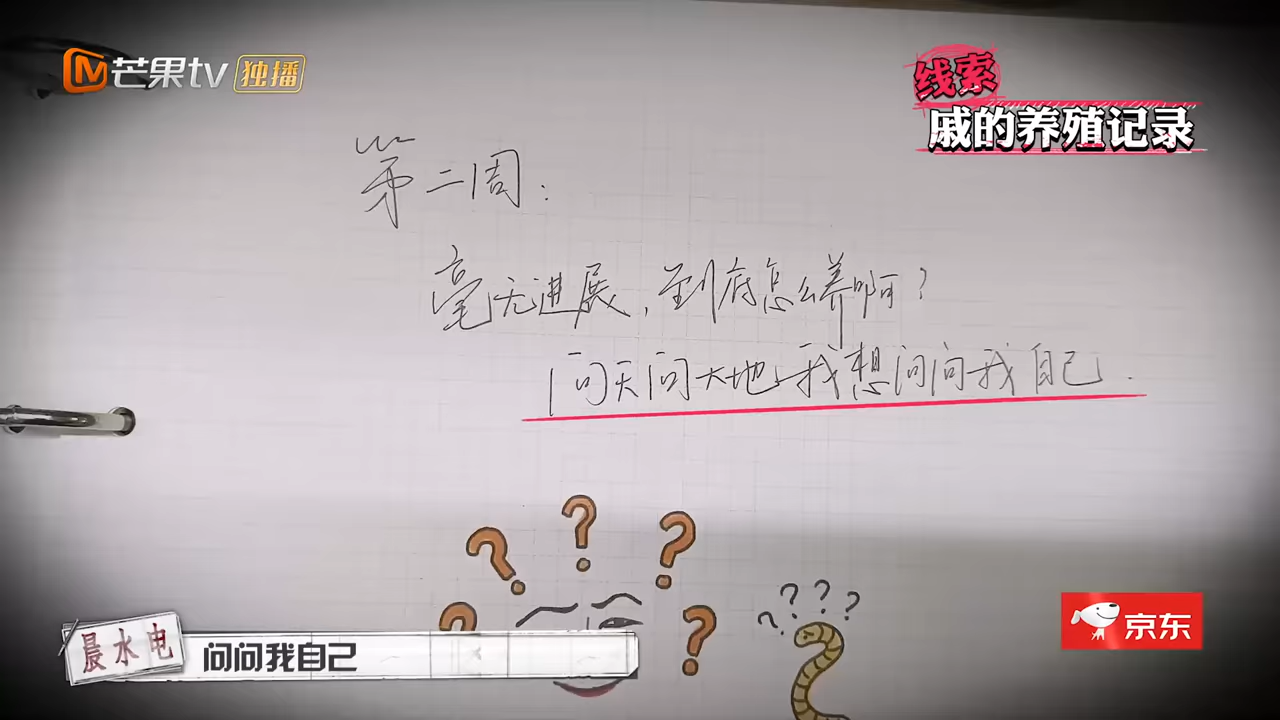 芒果tv 独播
线索
戚的养殖记录
第二周：
毫无进展，到府怎么养啊？
问天问大地，我想问问我自己.
? ? ? ? ?
? ? ? ?
晨水电 问问我自己
京东